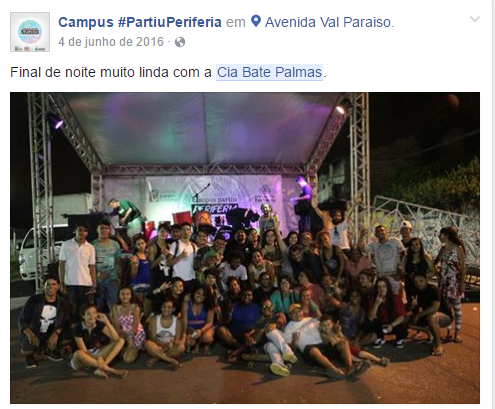 Campus #PartiuPeriferia em Avenida Val Paraiso.
4 de junho de 2016 ·
Final de noite muito linda com a Cia Bate Palmas.
Campus partiu
PERIFERIA